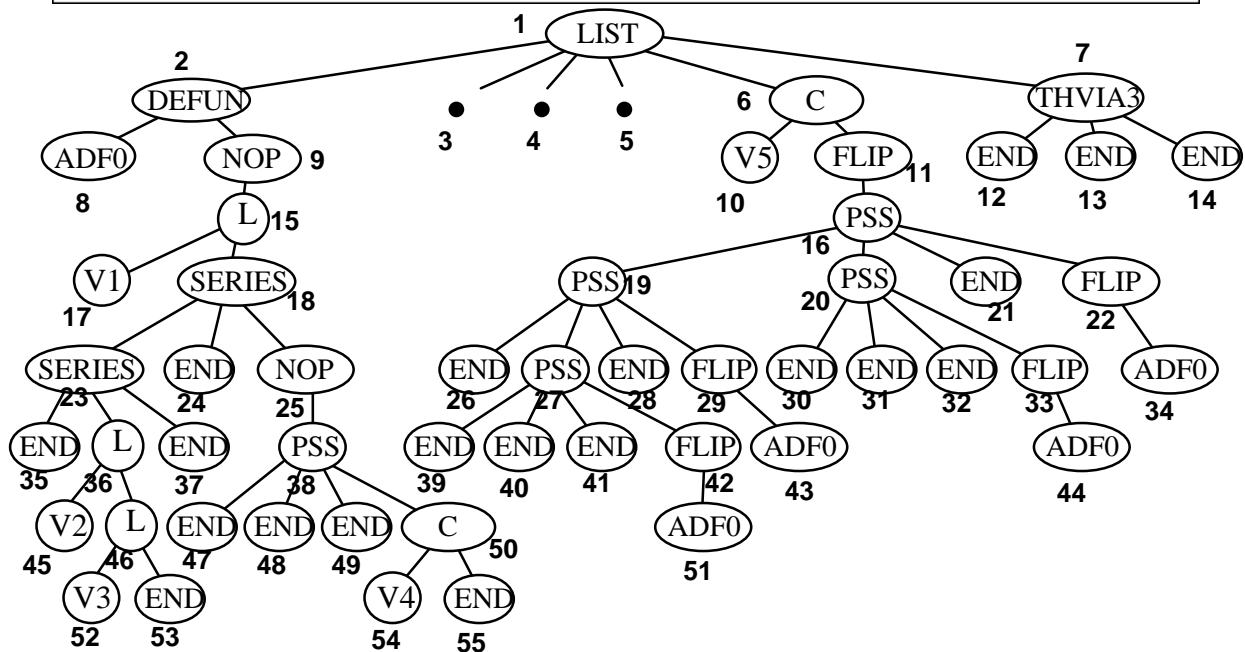 1 LIST
2 7
DEFUN 6 C THVIA3
3 4 5
ADF0 NOP 9 V5 FLIP END END END
8 10 11 12 13 14
L 15 16 PSS
V1 SERIES PSS 19 PSS END FLIP
17 18 20 21 22
SERIES END NOP END PSS END FLIP END END END FLIP ADF0
23 24 25 26 27 28 29 30 31 32 33 34
END L END PSS END END END FLIP ADF0 ADF0
35 36 37 38 39 40 41 42 43 44
V2 L END END END C ADF0
45 46 47 48 49 50 51
V3 END V4 END
52 53 54 55